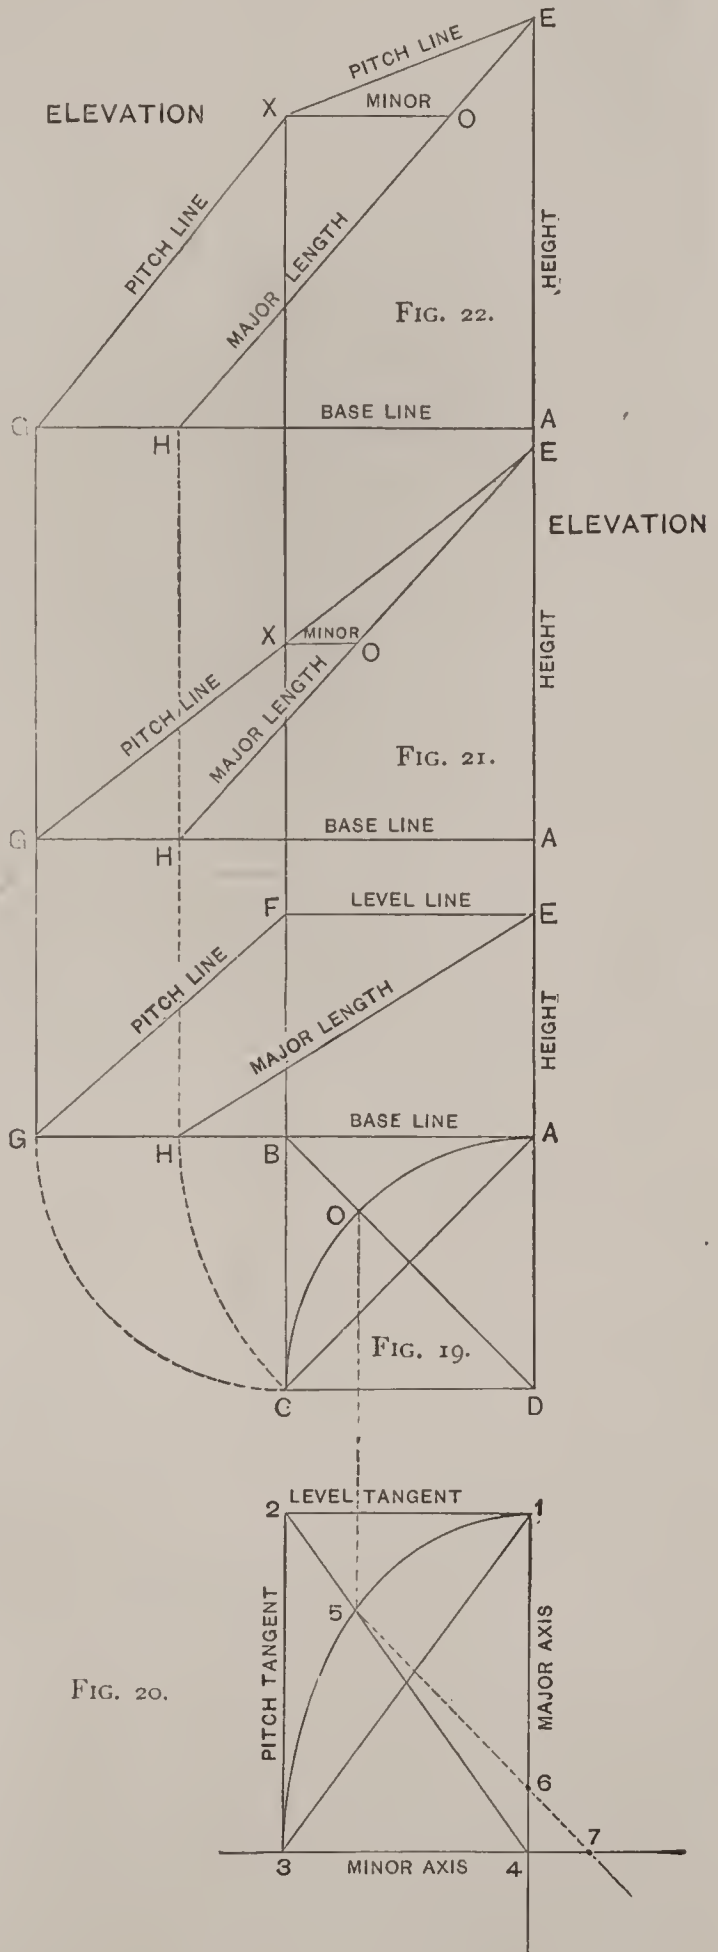 E
PITCH LINE
ELEVATION
X
MINOR
O
PITCH LINE
MAJOR LENGTH
HEIGHT
FIG. 22.
G
H
BASE LINE
A
E
ELEVATION
X
MINOR
O
PITCH LINE
MAJOR LENGTH
HEIGHT
FIG. 21.
G
H
BASE LINE
A
F
LEVEL LINE
E
PITCH LINE
MAJOR LENGTH
HEIGHT
G
H
B
BASE LINE
A
O
FIG. 19.
C
D
2
LEVEL TANGENT
1
5
PITCH TANGENT
MAJOR AXIS
FIG. 20.
6
7
3
MINOR AXIS
4